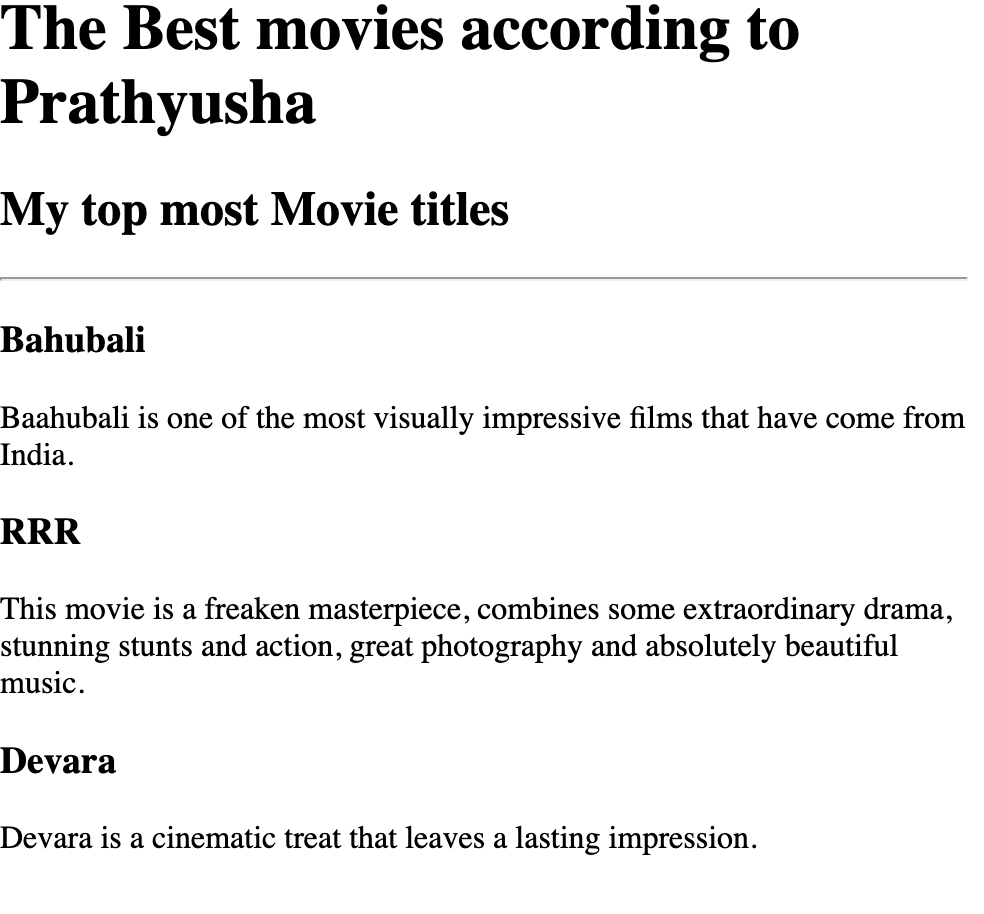 The Best movies according to
Prathyusha
My top most Movie titles
Bahubali
Baahubali is one of the most visually impressive films that have come from
India.
RRR
This movie is a freaken masterpiece, combines some extraordinary drama,
stunning stunts and action, great photography and absolutely beautiful
music.
Devara
Devara is a cinematic treat that leaves a lasting impression.